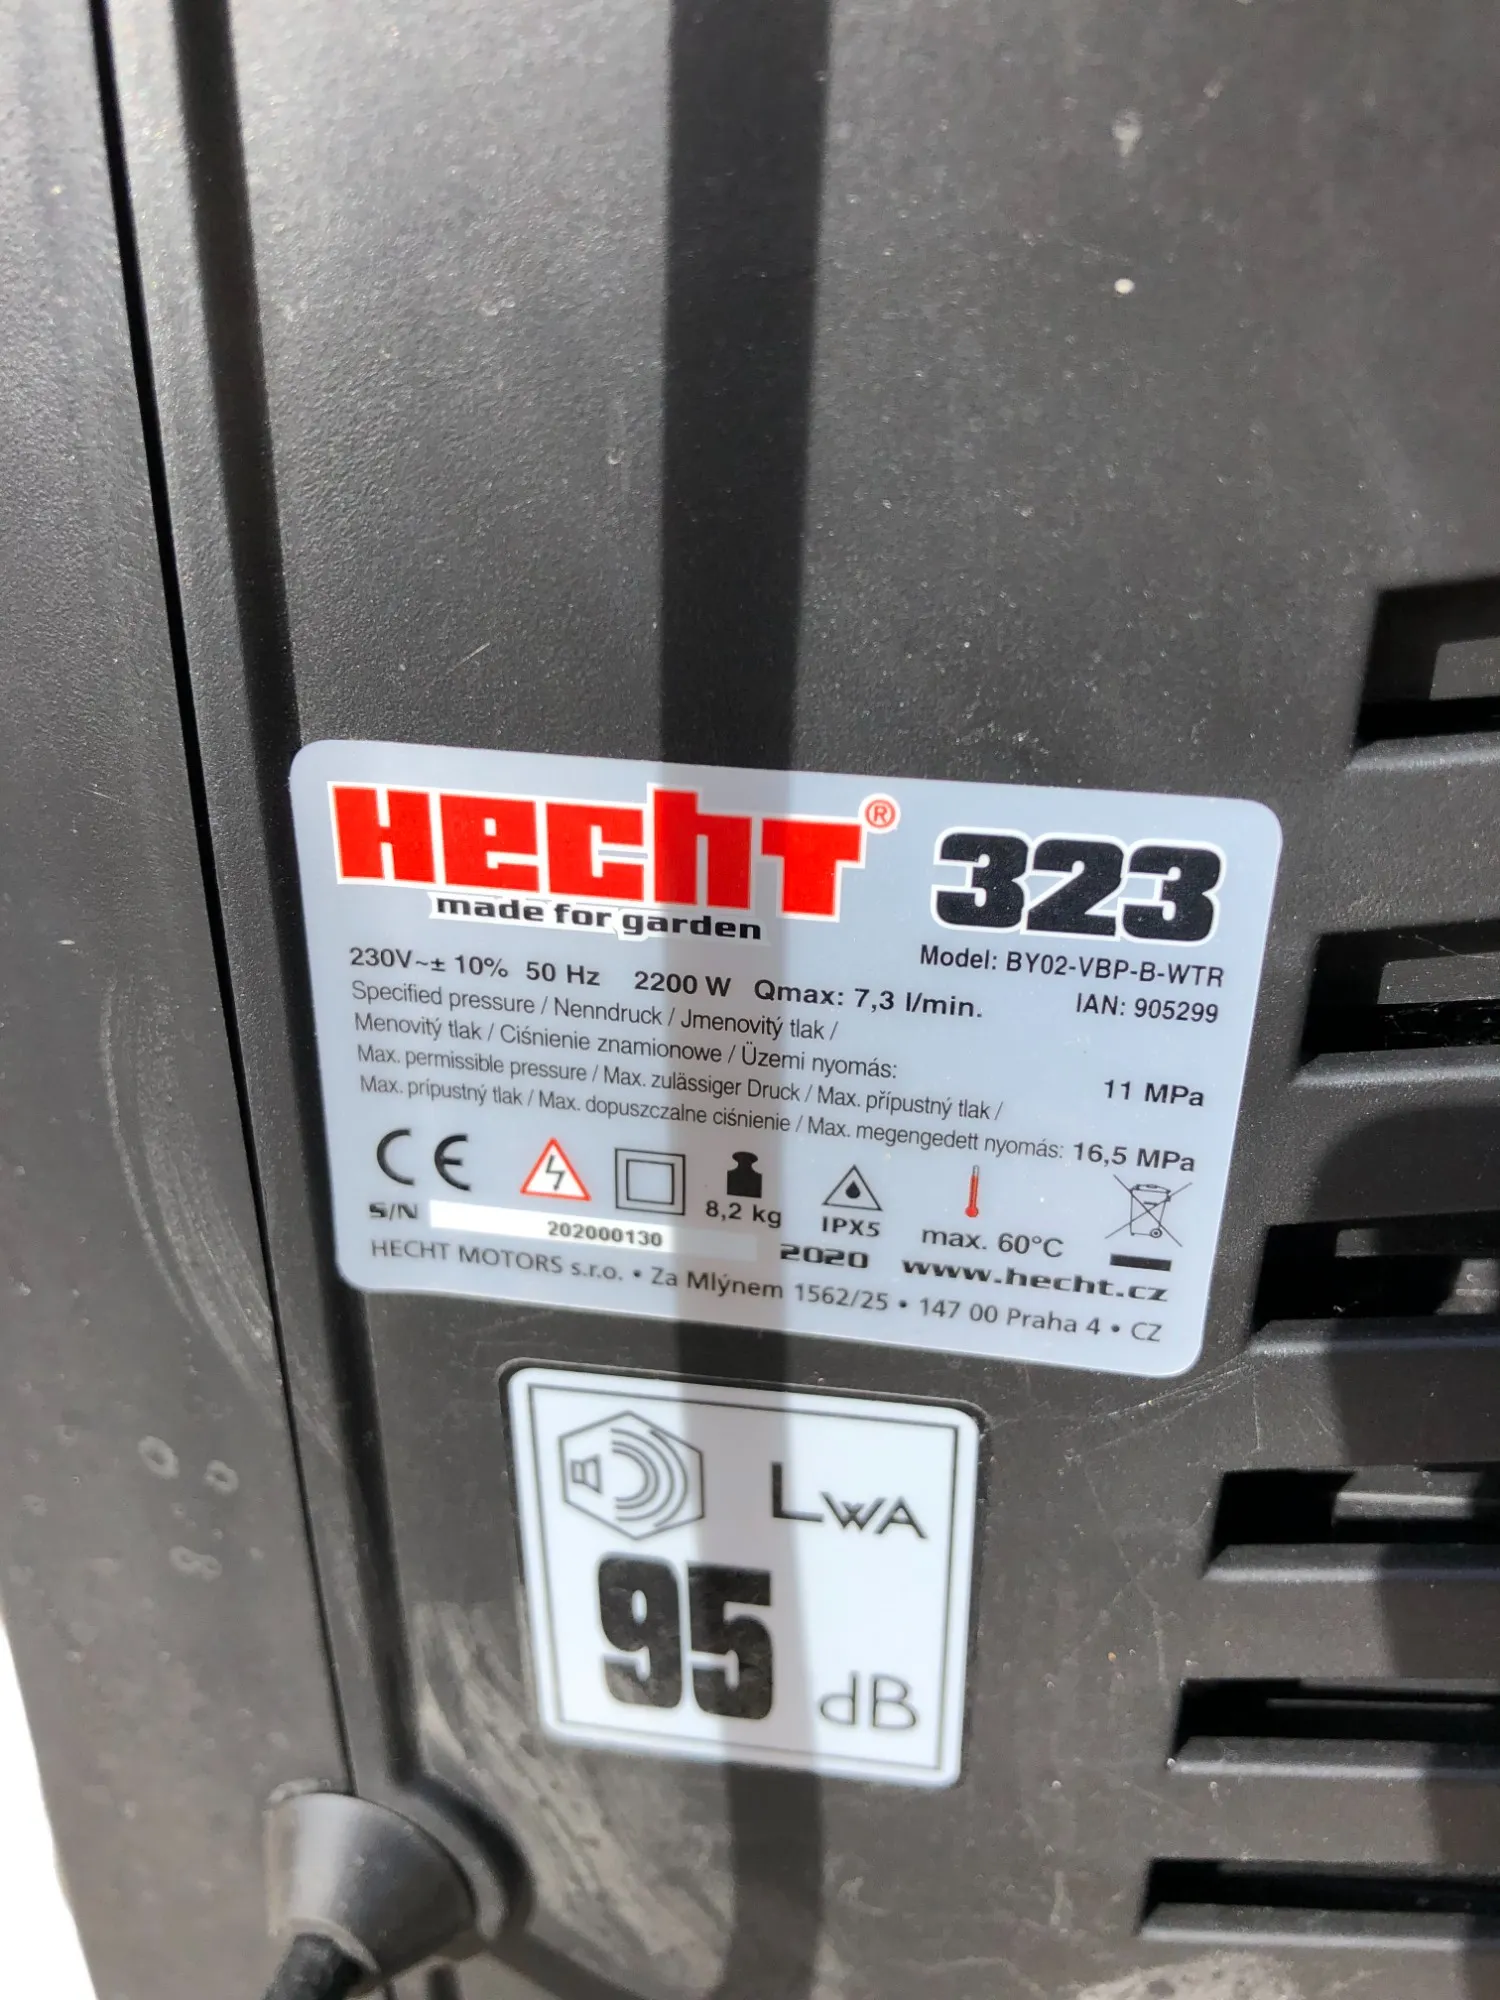 HECHT® 323
made for garden
Model: BY02-VBP-B-WTR
230V~± 10% 50 Hz 2200 W Qmax: 7,3 l/min.
IAN: 905299
Specified pressure / Nenndruck / Jmenovitý tlak /
Menovitý tlak / Ciśnienie znamionowe / Üzemi nyomás: 11 MPa
Max. permissible pressure / Max. zulässiger Druck / Max. přípustný tlak /
Max. prípustný tlak / Max. dopuszczalne ciśnienie / Max. megengedett nyomás: 16,5 MPa
CE
8,2 kg
IPX5
max. 60°C
S/N 202000130 2020 www.hecht.cz
HECHT MOTORS s.r.o. • Za Mlýnem 1562/25 • 147 00 Praha 4 • CZ
LWA
95 dB